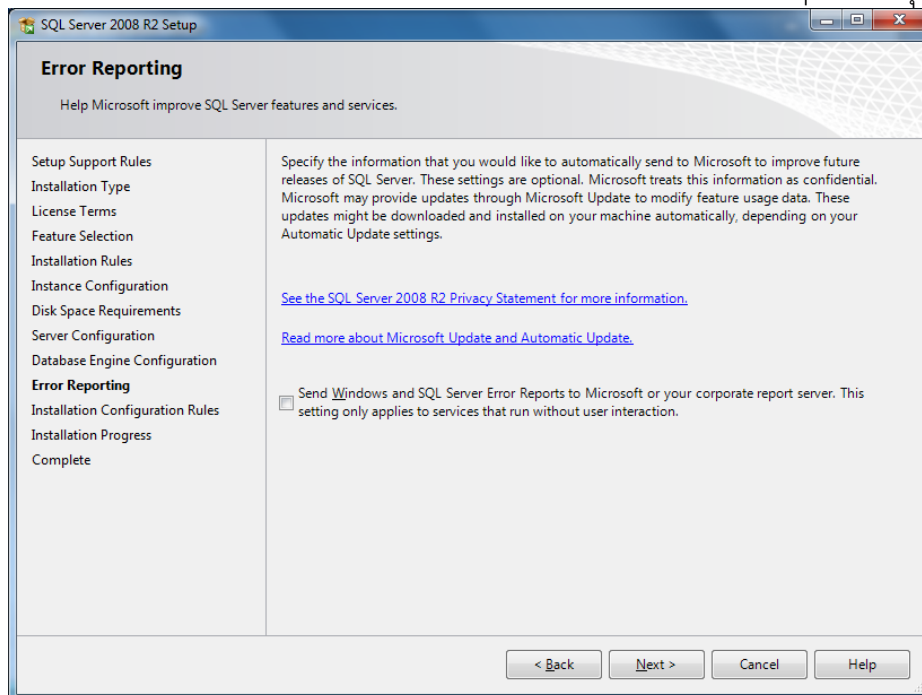 SQL Server 2008 R2 Setup
Error Reporting
Help Microsoft improve SQL Server features and services.
Setup Support Rules
Installation Type
License Terms
Feature Selection
Installation Rules
Instance Configuration
Disk Space Requirements
Server Configuration
Database Engine Configuration
Error Reporting
Installation Configuration Rules
Installation Progress
Complete
Specify the information that you would like to automatically send to Microsoft to improve future
releases of SQL Server. These settings are optional. Microsoft treats this information as confidential.
Microsoft may provide updates through Microsoft Update to modify feature usage data. These
updates might be downloaded and installed on your machine automatically, depending on your
Automatic Update settings.
See the SQL Server 2008 R2 Privacy Statement for more information.
Read more about Microsoft Update and Automatic Update.
Send Windows and SQL Server Error Reports to Microsoft or your corporate report server. This
setting only applies to services that run without user interaction.
< Back
Next >
Cancel
Help